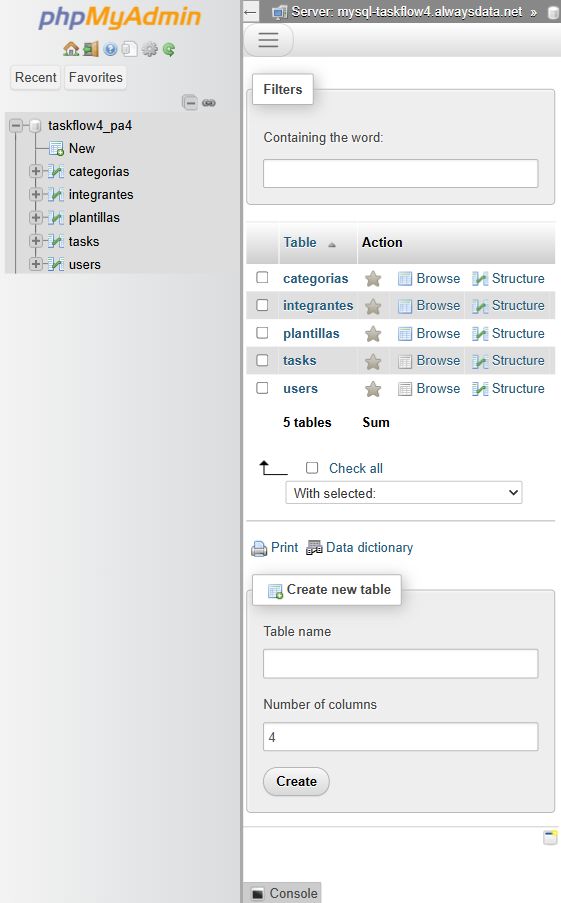 phpMyAdmin
Recent
Favorites
taskflow4_pa4
New
categorias
integrantes
plantillas
tasks
users
Server: mysql-taskflow4.alwaysdata.net »
Filters
Containing the word:
Table Action
categorias Browse Structure
integrantes Browse Structure
plantillas Browse Structure
tasks Browse Structure
users Browse Structure
5 tables Sum
Check all
With selected:
Print Data dictionary
Create new table
Table name
Number of columns
4
Create
Console